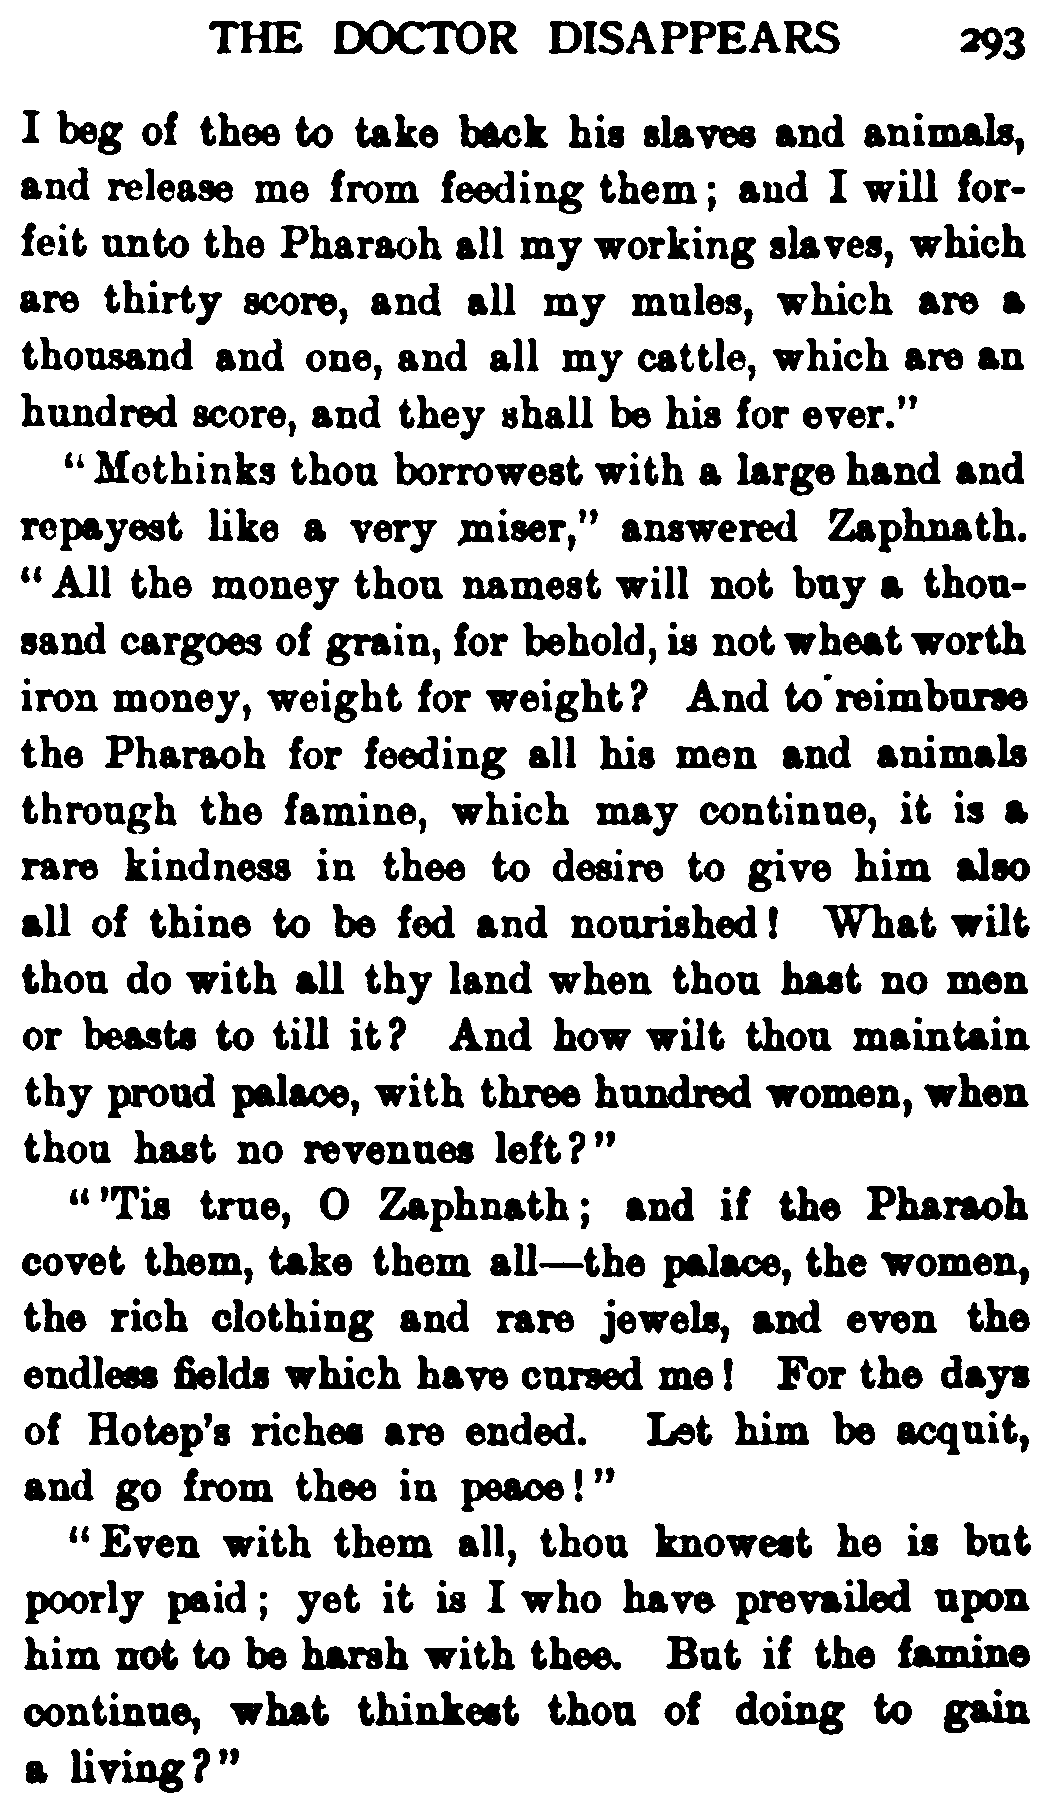 THE DOCTOR DISAPPEARS 293
I beg of thee to take back his slaves and animals,
and release me from feeding them; and I will for-
feit unto the Pharaoh all my working slaves, which
are thirty score, and all my mules, which are a
thousand and one, and all my cattle, which are an
hundred score, and they shall be his for ever."
"Methinks thou borrowest with a large hand and
repayest like a very miser," answered Zaphnath.
"All the money thou namest will not buy a thou-
sand cargoes of grain, for behold, is not wheat worth
iron money, weight for weight? And to reimburse
the Pharaoh for feeding all his men and animals
through the famine, which may continue, it is a
rare kindness in thee to desire to give him also
all of thine to be fed and nourished! What wilt
thou do with all thy land when thou hast no men
or beasts to till it? And how wilt thou maintain
thy proud palace, with three hundred women, when
thou hast no revenues left?"
"'Tis true, O Zaphnath; and if the Pharaoh
covet them, take them all—the palace, the women,
the rich clothing and rare jewels, and even the
endless fields which have cursed me! For the days
of Hotep's riches are ended. Let him be acquit,
and go from thee in peace!"
"Even with them all, thou knowest he is but
poorly paid; yet it is I who have prevailed upon
him not to be harsh with thee. But if the famine
continue, what thinkest thou of doing to gain
a living?"